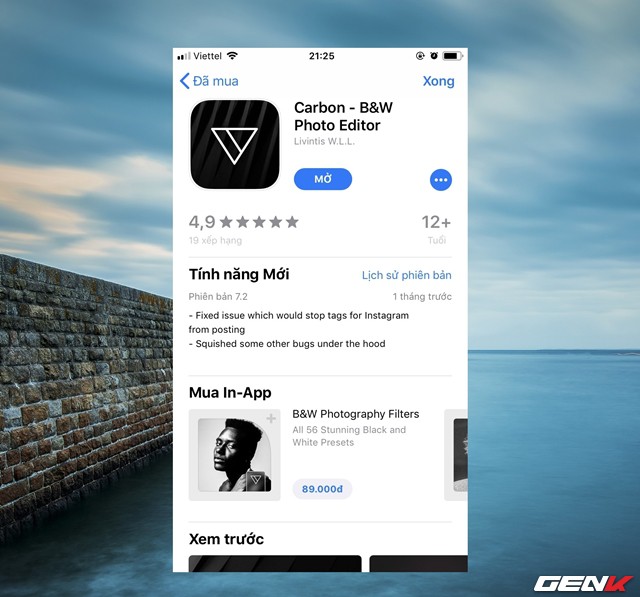 Viettel 21:25
Đã mua Xong
Carbon - B&W
Photo Editor
Livintis W.L.L.
MỞ
4,9 12+
19 xếp hạng Tuổi
Tính năng Mới Lịch sử phiên bản
Phiên bản 7.2 1 tháng trước
- Fixed issue which would stop tags for Instagram
from posting
- Squished some other bugs under the hood
Mua In-App
B&W Photography Filters
All 56 Stunning Black and
White Presets
89.000đ
Xem trước
GENK